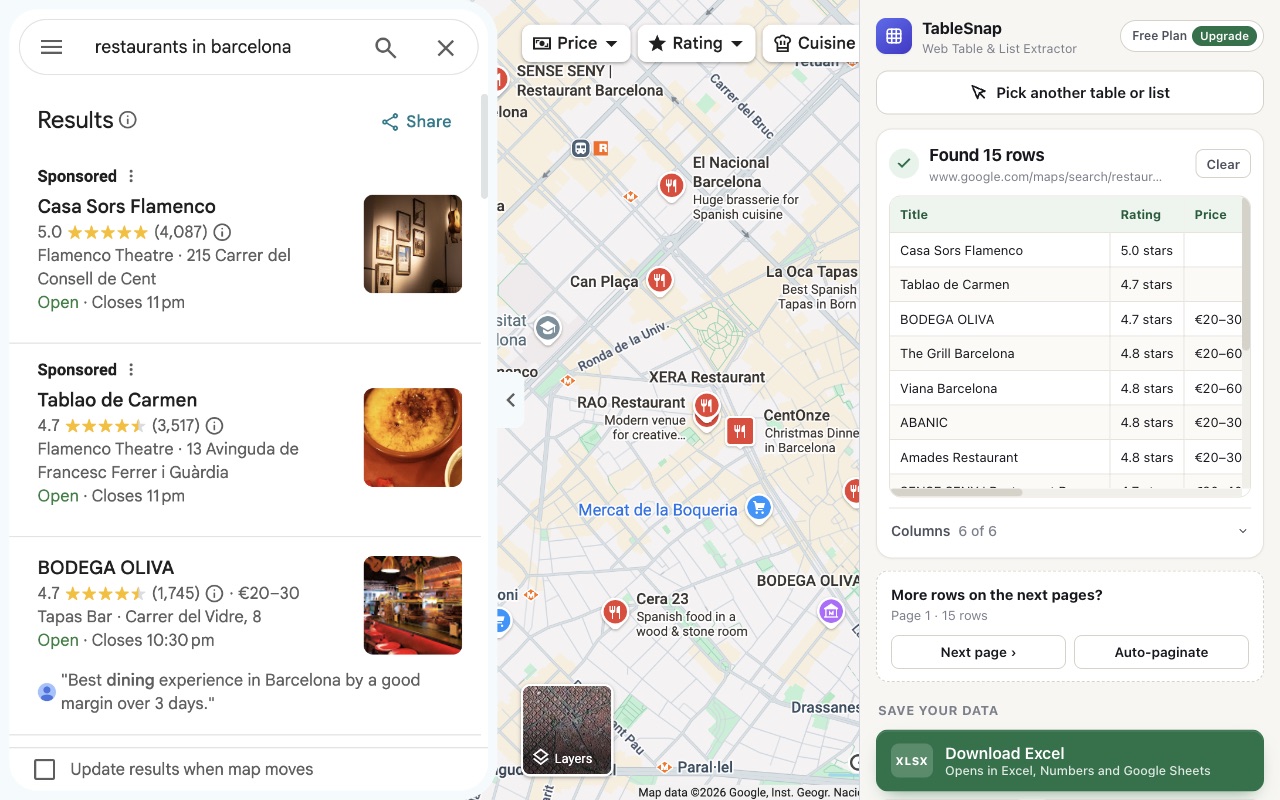 restaurants in barcelona
Results
Share
Sponsored
Casa Sors Flamenco
5.0 (4,087)
Flamenco Theatre · 215 Carrer del
Consell de Cent
Open · Closes 11 pm
Sponsored
Tablao de Carmen
4.7 (3,517)
Flamenco Theatre · 13 Avinguda de
Francesc Ferrer i Guàrdia
Open · Closes 11 pm
BODEGA OLIVA
4.7 (1,745) · €20–30
Tapas Bar · Carrer del Vidre, 8
Open · Closes 10:30 pm
"Best dining experience in Barcelona by a good
margin over 3 days."
Update results when map moves
Price
Rating
Cuisine
SENSE SENY |
Restaurant Barcelona
elona
Carrer del Bruc
R
El Nacional
Barcelona
Huge brasserie for
Spanish cuisine
Can Plaça
La Oca Tapas
Best Spanish
Tapas in Born
sitat
lona
Ronda de la Univ.
XERA Restaurant
RAO Restaurant
Modern venue
for creative...
CentOnze
Christmas Dinne
in Barcelona
Mercat de la Boqueria
BODEGA OLIVA
oni
Cera 23
Spanish food in a
wood & stone room
Drassanes
Layers
Paral·lel
Map data ©2026 Google, Inst. Geogr. Naci
TableSnap
Web Table & List Extractor
Free Plan
Upgrade
Pick another table or list
Found 15 rows
www.google.com/maps/search/restaur...
Clear
Title Rating Price
Casa Sors Flamenco 5.0 stars
Tablao de Carmen 4.7 stars
BODEGA OLIVA 4.7 stars €20–30
The Grill Barcelona 4.8 stars €20–60
Viana Barcelona 4.8 stars €20–60
ABANIC 4.8 stars €20–30
Amades Restaurant 4.8 stars €20–30
Columns 6 of 6
More rows on the next pages?
Page 1 · 15 rows
Next page ›
Auto-paginate
SAVE YOUR DATA
XLSX
Download Excel
Opens in Excel, Numbers and Google Sheets